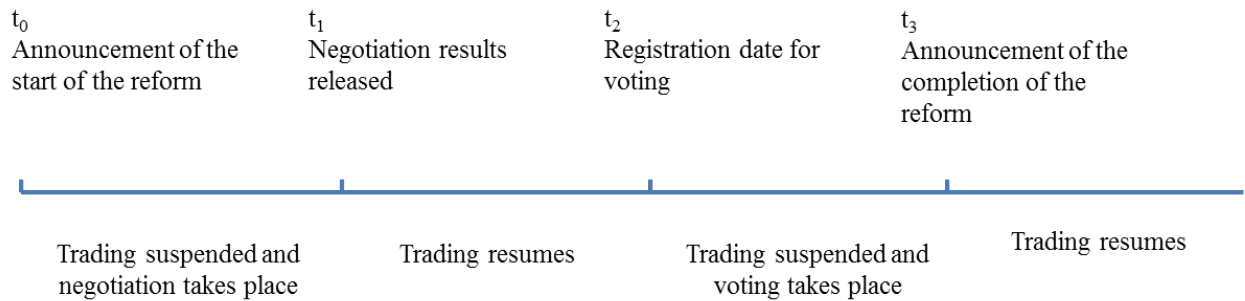 t₀
Announcement of the
start of the reform
t₁
Negotiation results
released
t₂
Registration date for
voting
t₃
Announcement of the
completion of the
reform
Trading suspended and
negotiation takes place
Trading resumes
Trading suspended and
voting takes place
Trading resumes